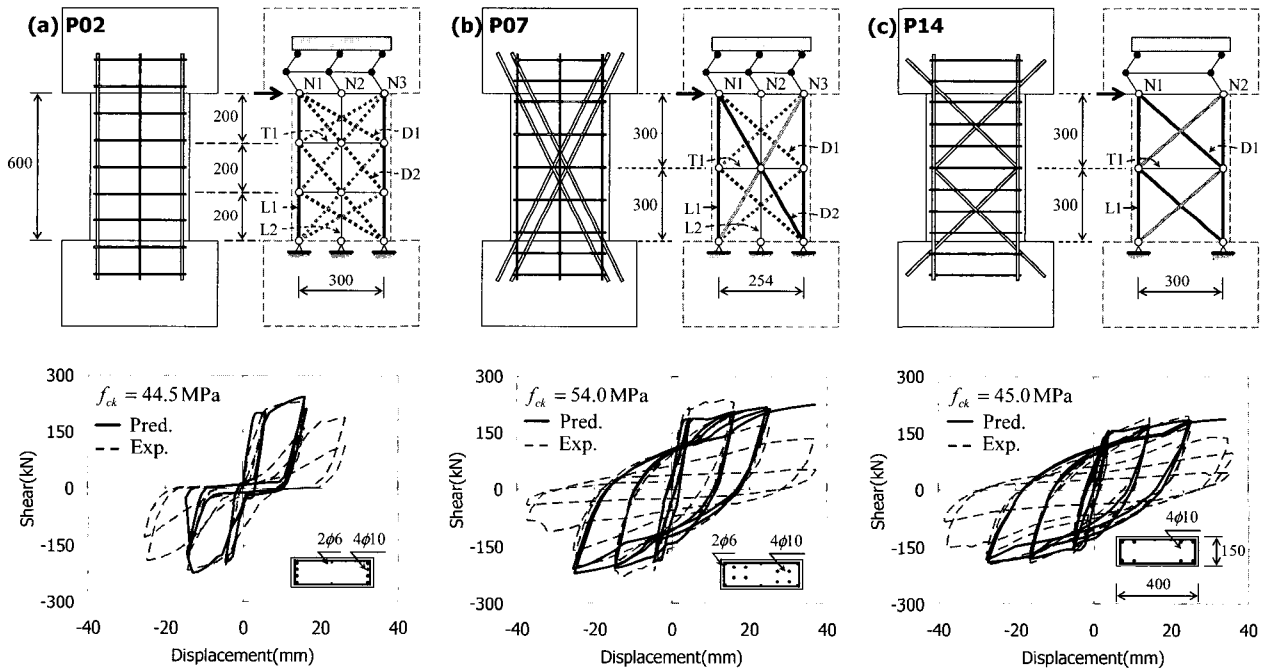 (a) P02
N1 N2 N3
600
200
200
200
T1
D1
D2
L1
L2
300
(b) P07
N1 N2 N3
300
300
T1
D1
L1
L2
D2
254
(c) P14
N1 N2
300
300
T1
D1
L1
300
Shear(kN)
300
150
0
-150
-300
f_ck = 44.5 MPa
Pred.
Exp.
2ϕ6 4ϕ10
-40 -20 0 20 40
Displacement(mm)
Shear(kN)
300
150
0
-150
-300
f_ck = 54.0 MPa
Pred.
Exp.
2ϕ6 4ϕ10
-40 -20 0 20 40
Displacement(mm)
Shear(kN)
300
150
0
-150
-300
f_ck = 45.0 MPa
Pred.
Exp.
4ϕ10
150
400
-40 -20 0 20 40
Displacement(mm)